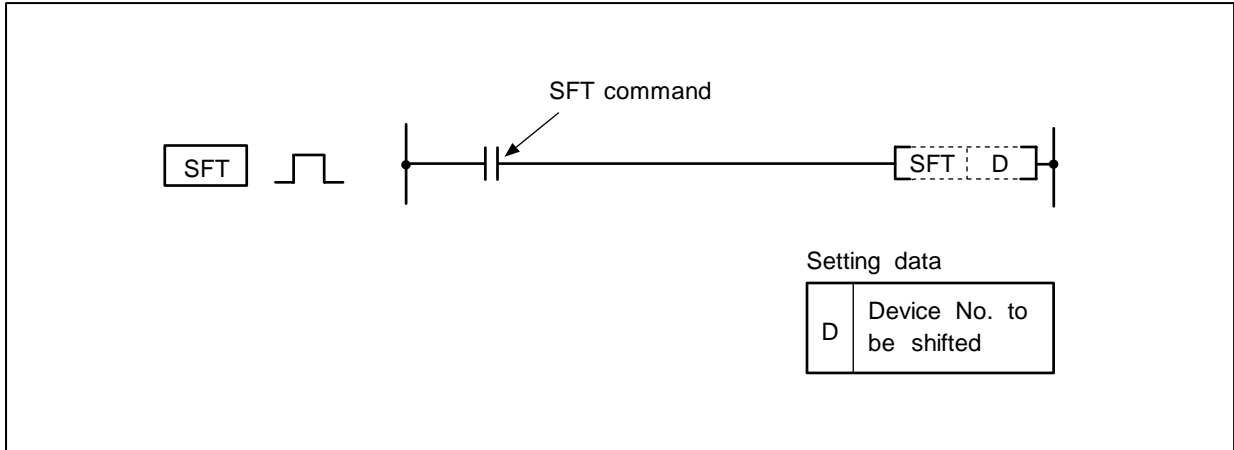 SFT command
SFT
SFT D
Setting data
D
Device No. to
be shifted